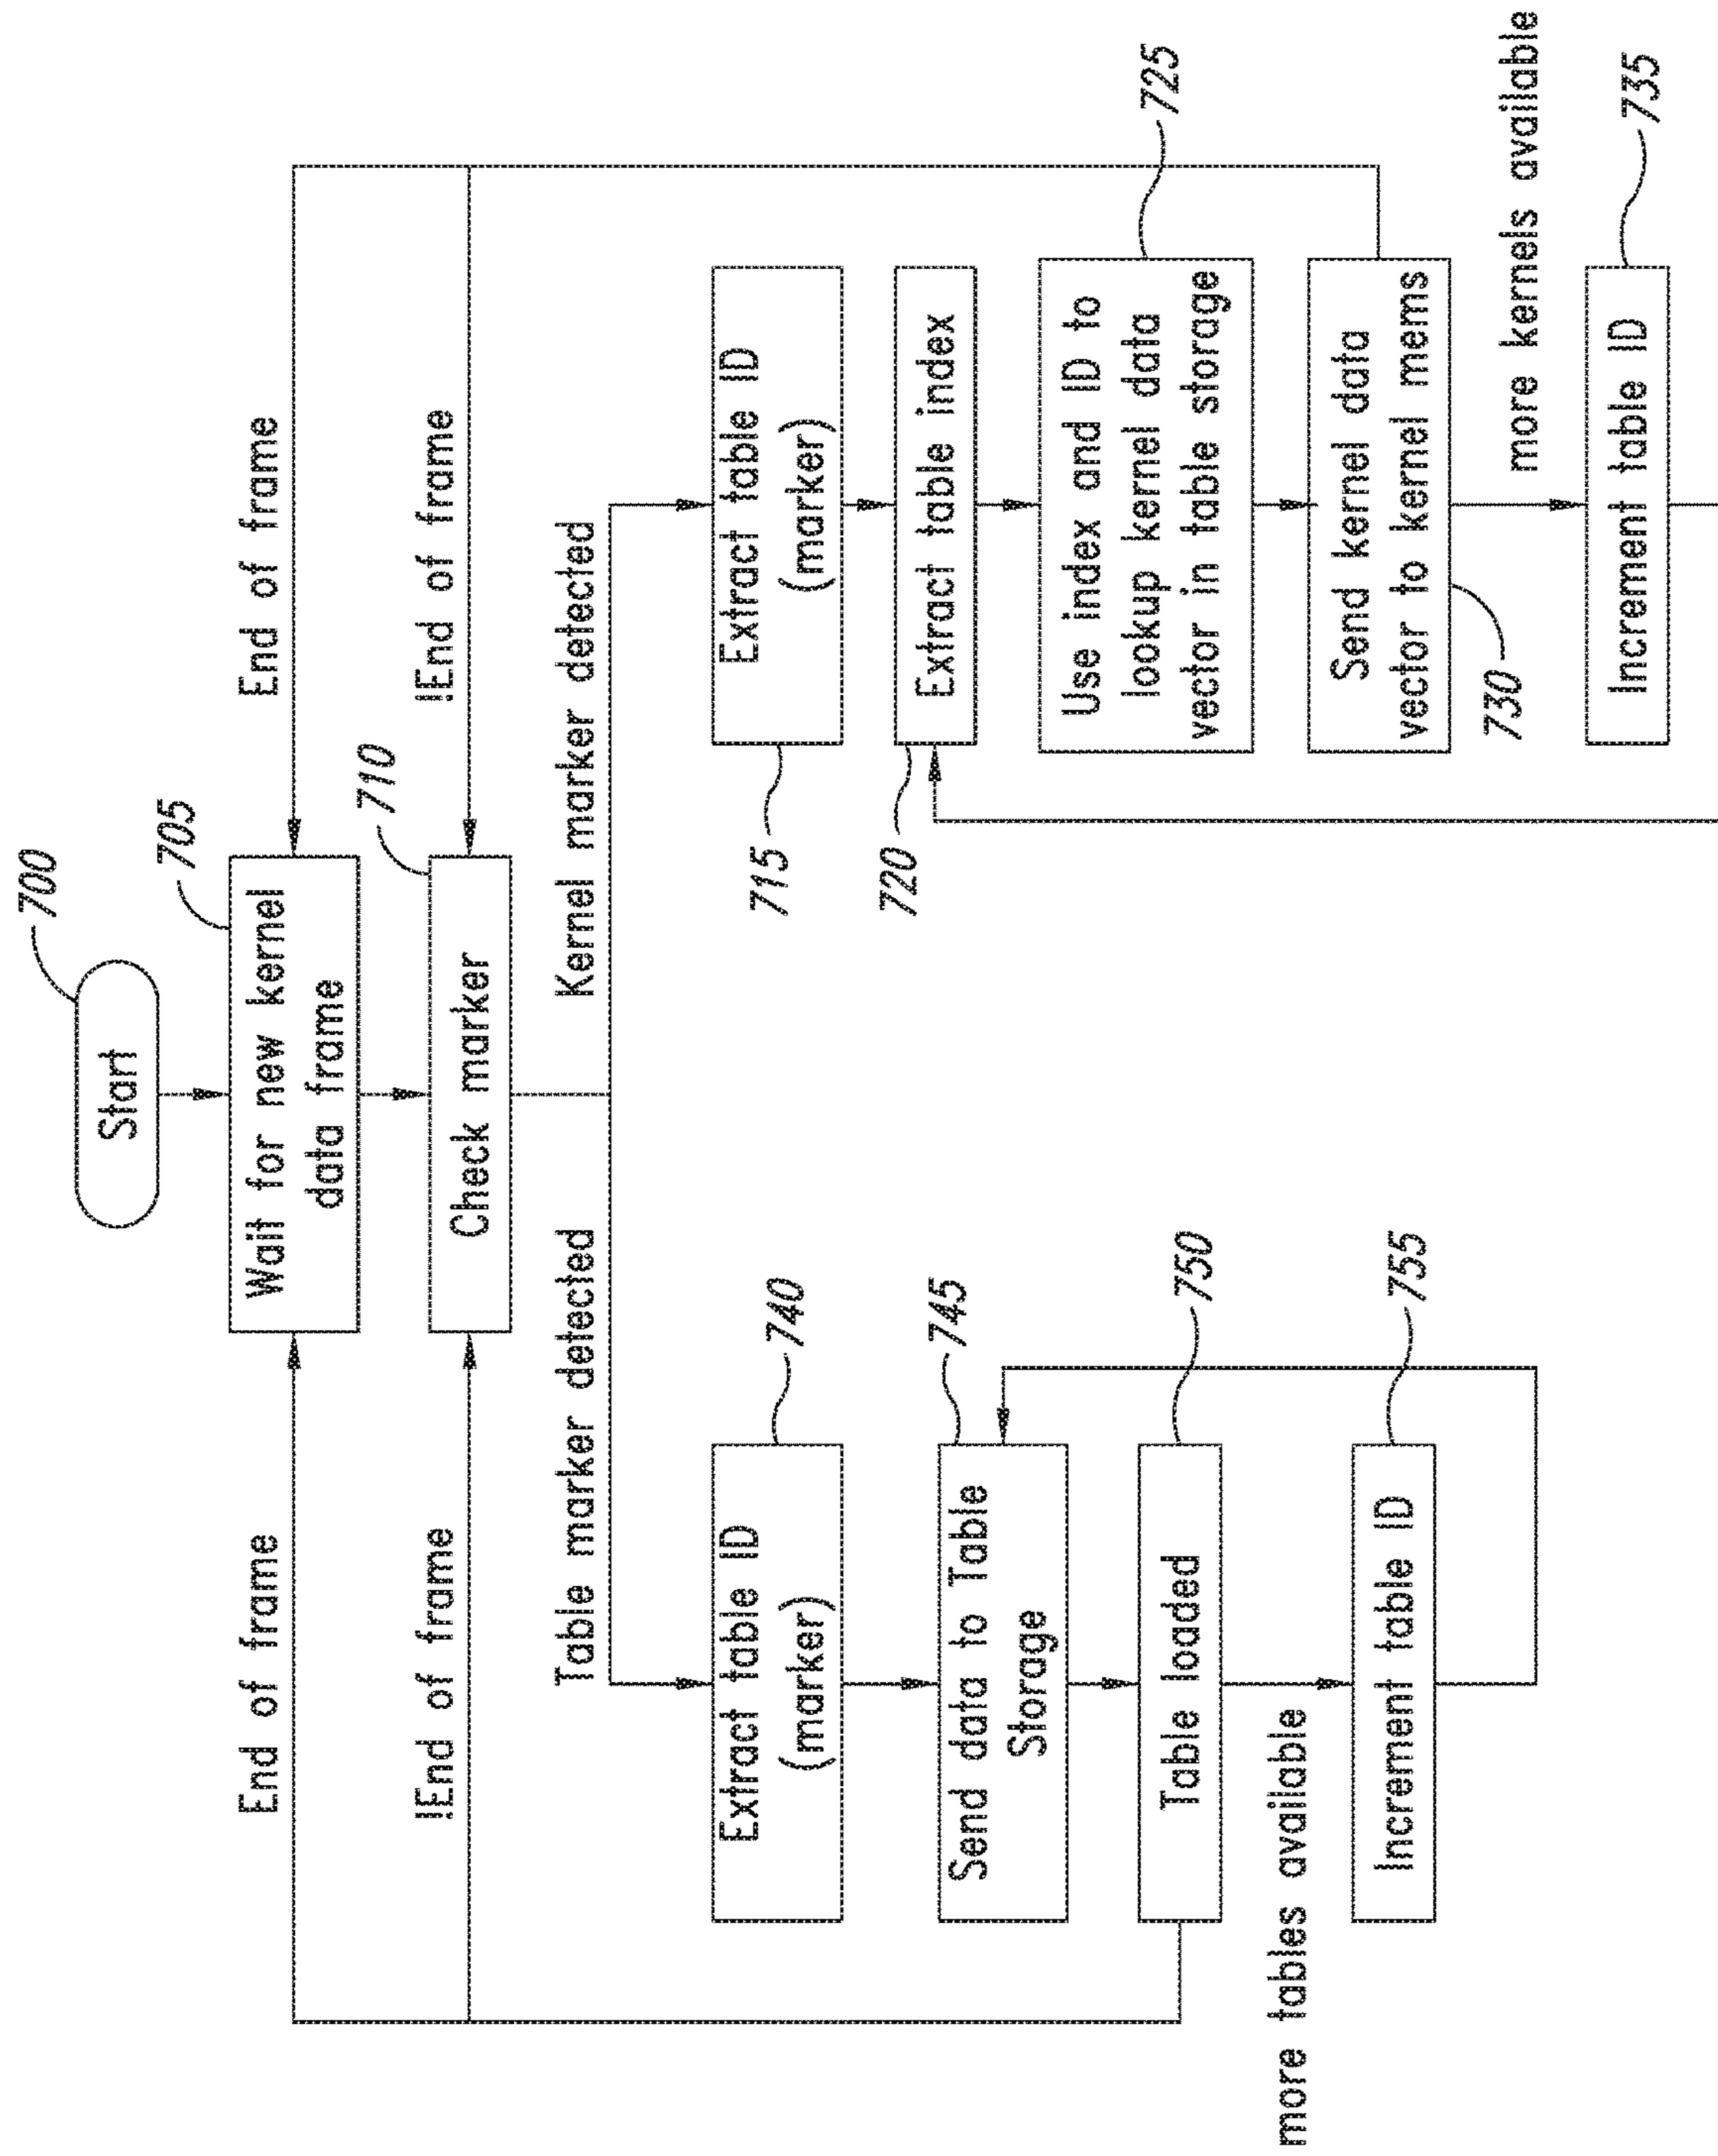 700
Start
705
Wait for new kernel
data frame
End of frame
End of frame
710
Check marker
!End of frame
!End of frame
Table marker detected
Kernel marker detected
740
Extract table ID
(marker)
745
Send data to Table
Storage
750
Table loaded
more tables available
755
Increment table ID
715
Extract table ID
(marker)
720
Extract table index
725
Use index and ID to
lookup kernel data
vector in table storage
Send kernel data
vector to kernel mems
730
more kernels available
735
Increment table ID